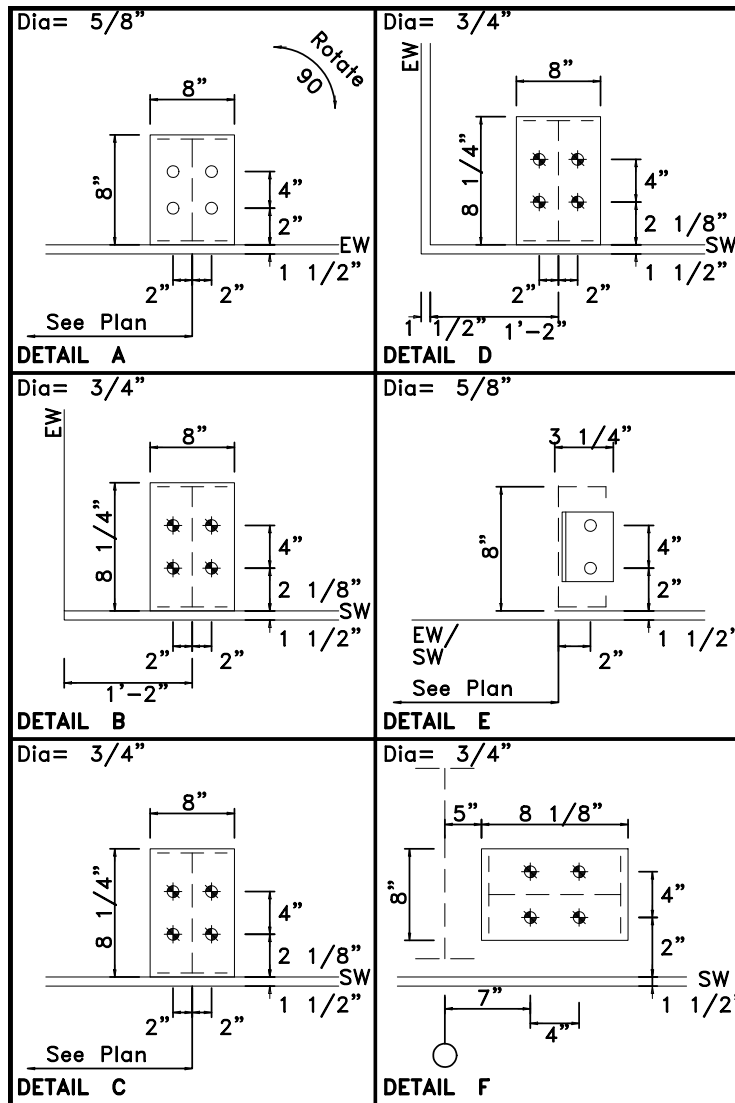 Dia= 5/8”
Rotate
90
8”
8”
4”
2”
EW
1 1/2”
2”
2”
See Plan
DETAIL A
Dia= 3/4”
EW
8”
8 1/4”
4”
2 1/8”
SW
1 1/2”
2”
2”
1 1/2”
1’-2”
DETAIL D
Dia= 3/4”
EW
8”
8 1/4”
4”
2 1/8”
SW
1 1/2”
2”
2”
1’-2”
DETAIL B
Dia= 5/8”
3 1/4”
8”
4”
2”
1 1/2”
EW/
SW
2”
See Plan
DETAIL E
Dia= 3/4”
8”
8 1/4”
4”
2 1/8”
SW
1 1/2”
2”
2”
See Plan
DETAIL C
Dia= 3/4”
5”
8 1/8”
8”
4”
2”
SW
1 1/2”
7”
4”
DETAIL F